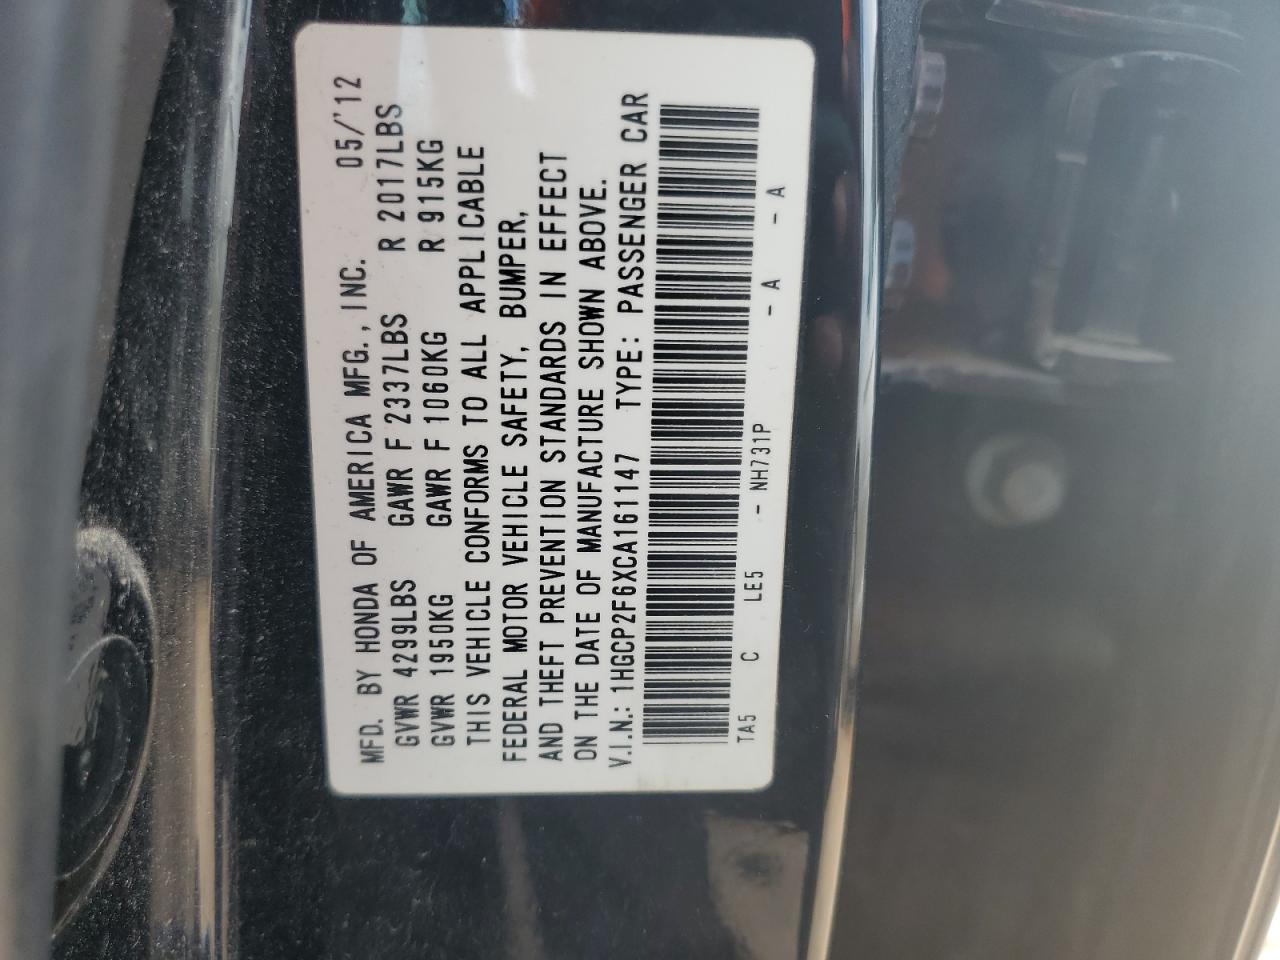 MFD. BY HONDA OF AMERICA MFG., INC. 05/'12
GVWR 4299LBS GAWR F 2337LBS R 2017LBS
GVWR 1950KG GAWR F 1060KG R 915KG
THIS VEHICLE CONFORMS TO ALL APPLICABLE
FEDERAL MOTOR VEHICLE SAFETY, BUMPER,
AND THEFT PREVENTION STANDARDS IN EFFECT
ON THE DATE OF MANUFACTURE SHOWN ABOVE.
V.I.N.: 1HGCP2F6XCA161147 TYPE: PASSENGER CAR
TA5 C LE5 - NH731P - A - A